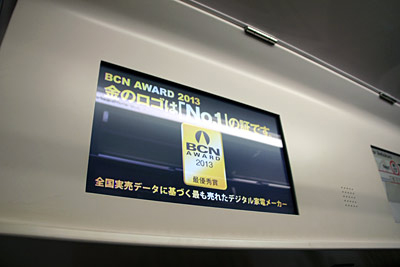 BCN AWARD 2013
金のロゴは「No.1」の証です
BCN
AWARD
2013
最優秀賞
全国実売データに基づく最も売れたデジタル家電メーカー